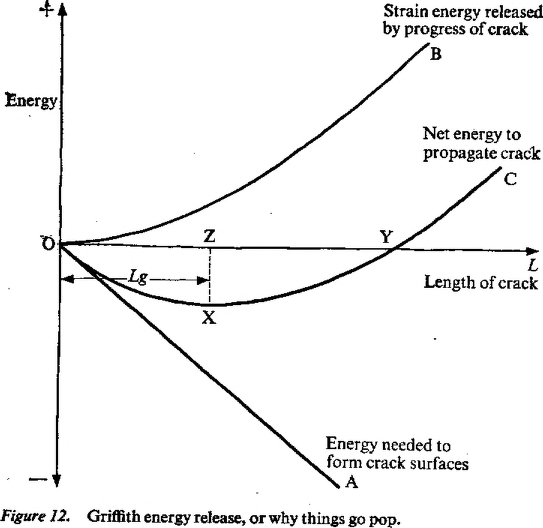 +
Strain energy released
by progress of crack
B
Energy
Net energy to
propagate crack
C
O
Z
Y
L
Lg
Length of crack
X
Energy needed to
form crack surfaces
—
A
Figure 12. Griffith energy release, or why things go pop.